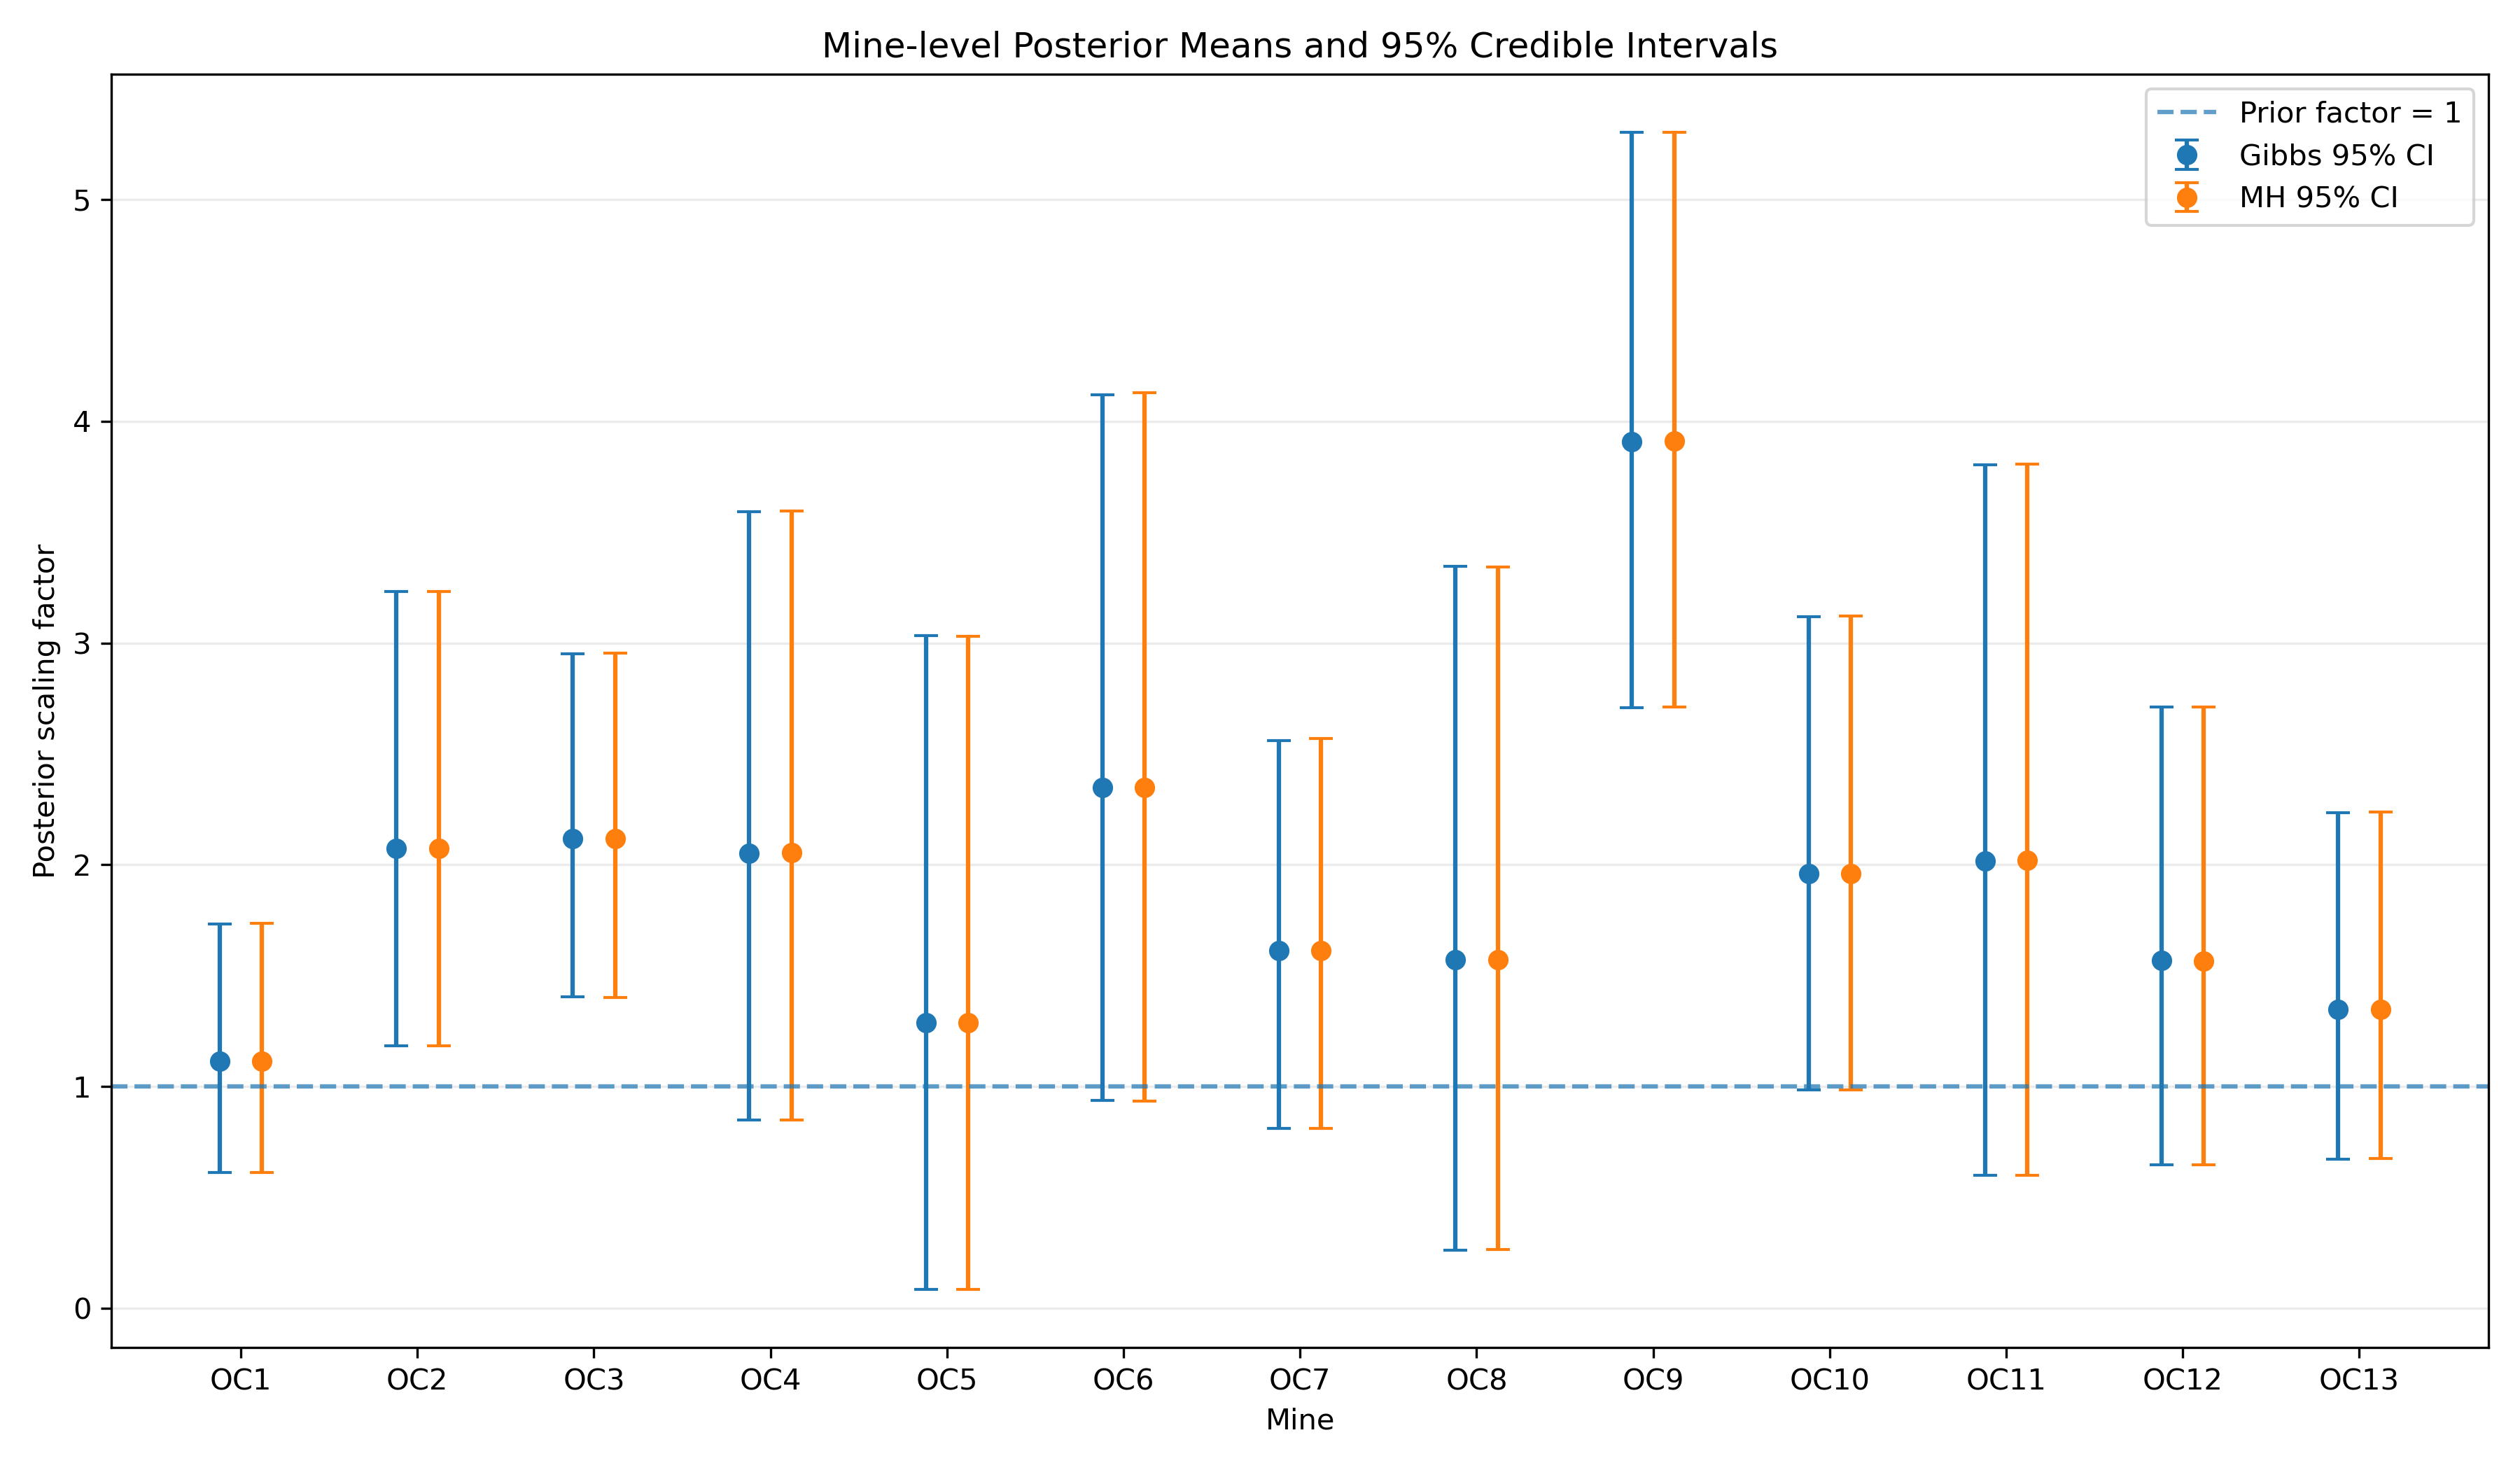 Mine-level Posterior Means and 95% Credible Intervals
Prior factor = 1
Gibbs 95% CI
MH 95% CI
Posterior scaling factor
5
4
3
2
1
0
OC1 OC2 OC3 OC4 OC5 OC6 OC7 OC8 OC9 OC10 OC11 OC12 OC13
Mine